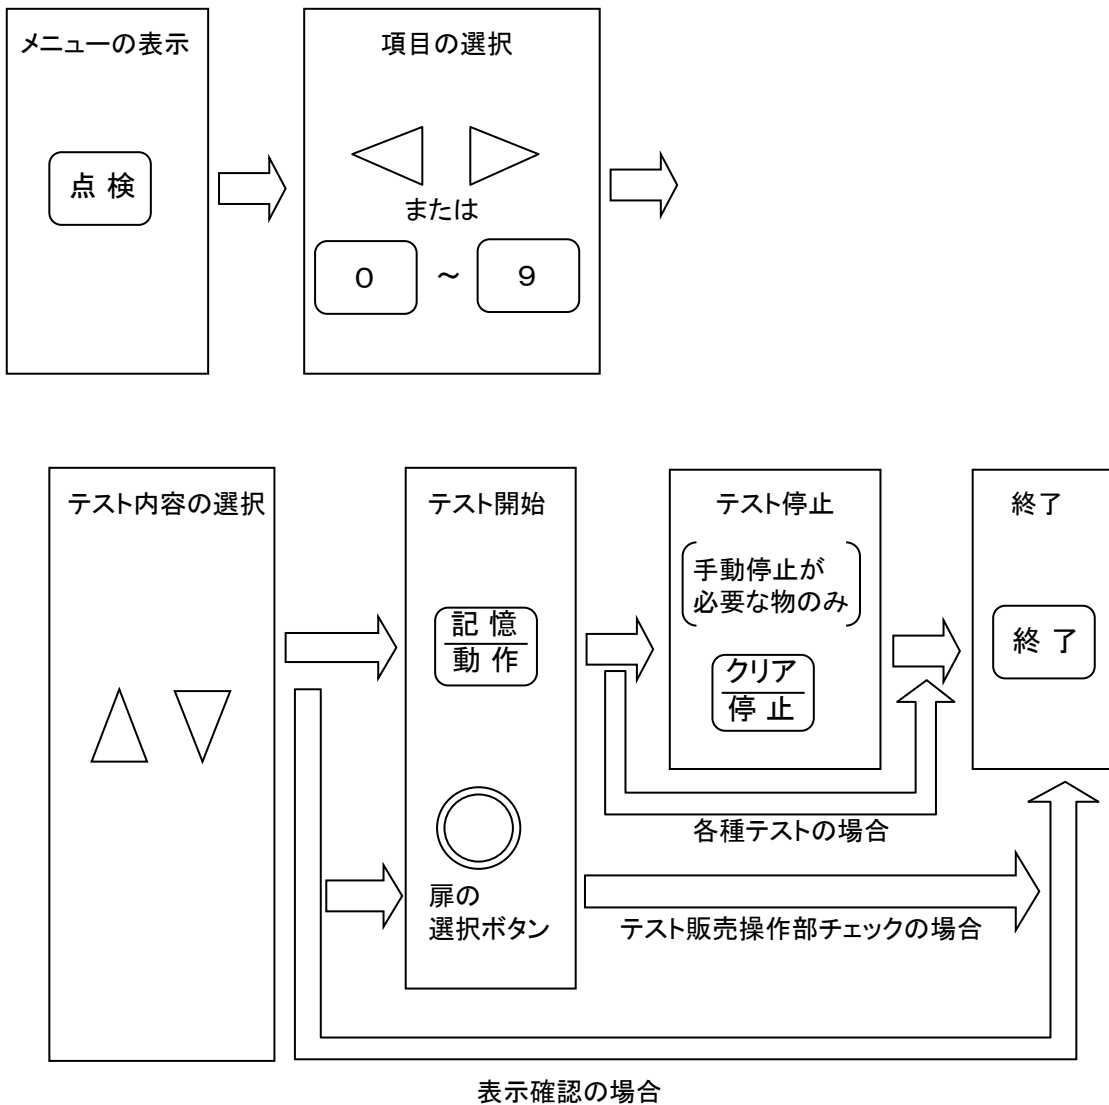 メニューの表示
点 検
項目の選択
または
0 ～ 9
テスト内容の選択
テスト開始
記 憶
動 作
扉の
選択ボタン
テスト停止
手動停止が
必要な物のみ
クリア
停 止
終了
終 了
各種テストの場合
テスト販売操作部チェックの場合
表示確認の場合